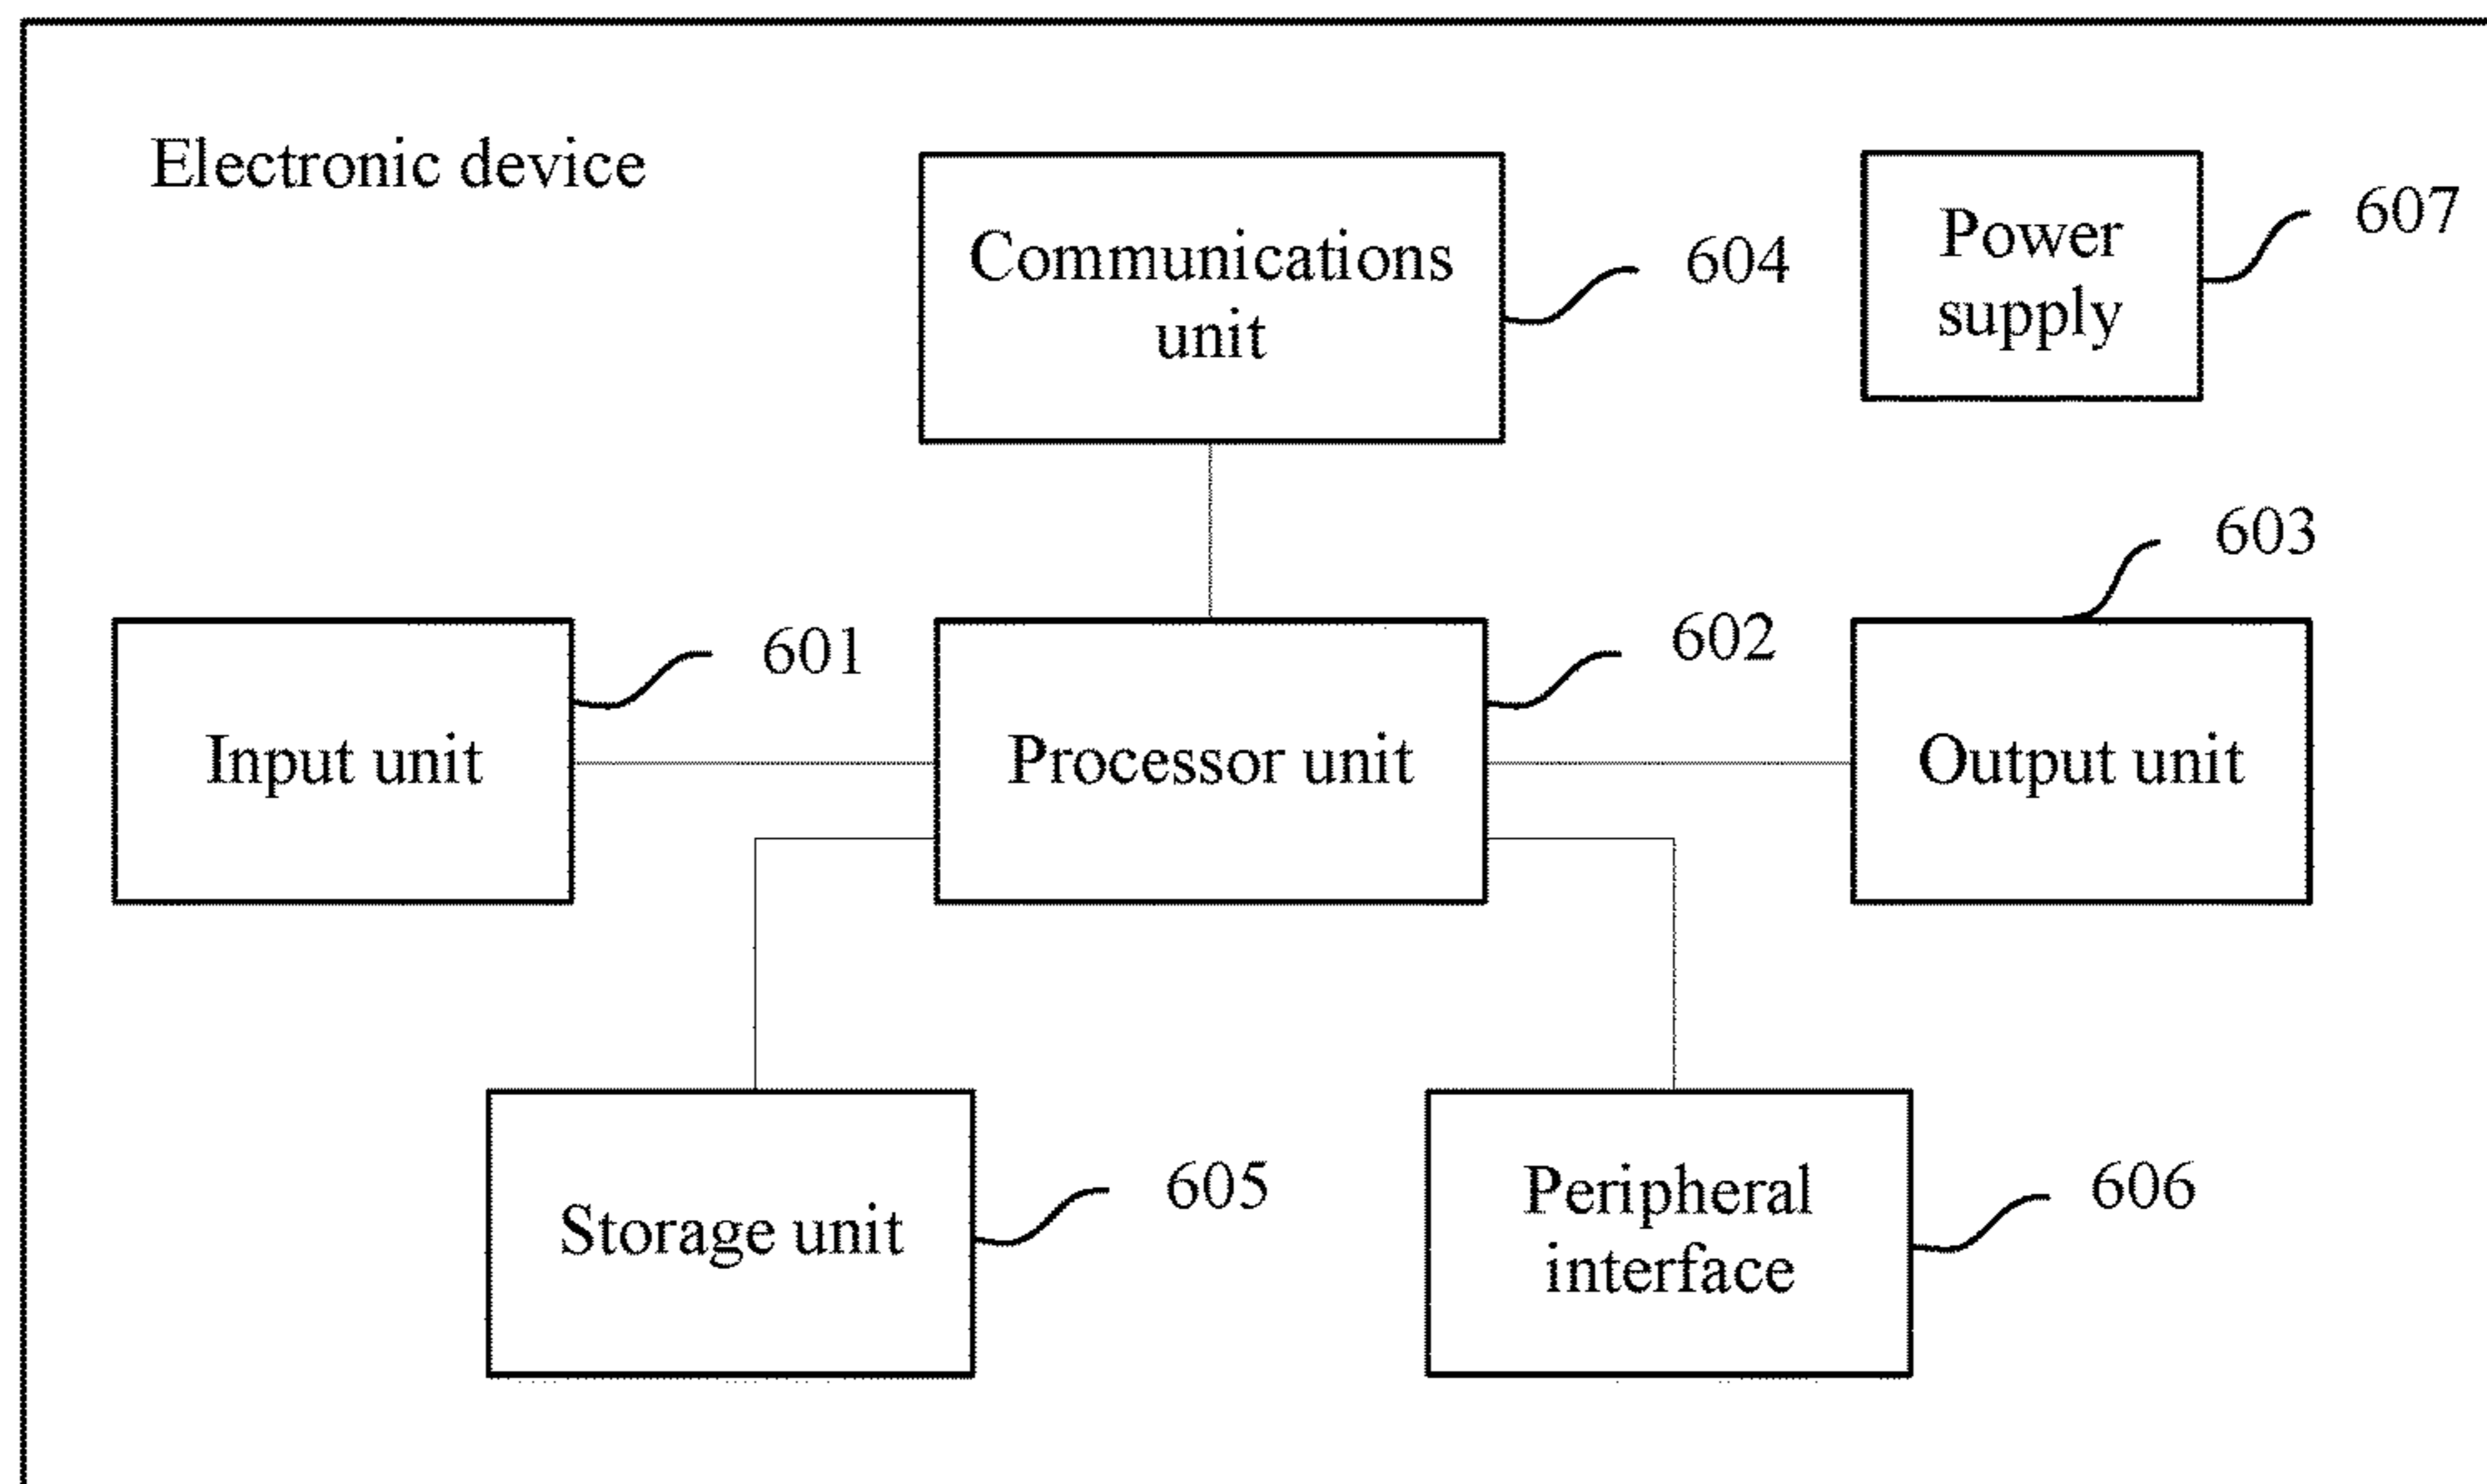 Electronic device
Communications
unit
604
Power
supply
607
603
601
602
Input unit
Processor unit
Output unit
Storage unit
605
Peripheral
interface
606